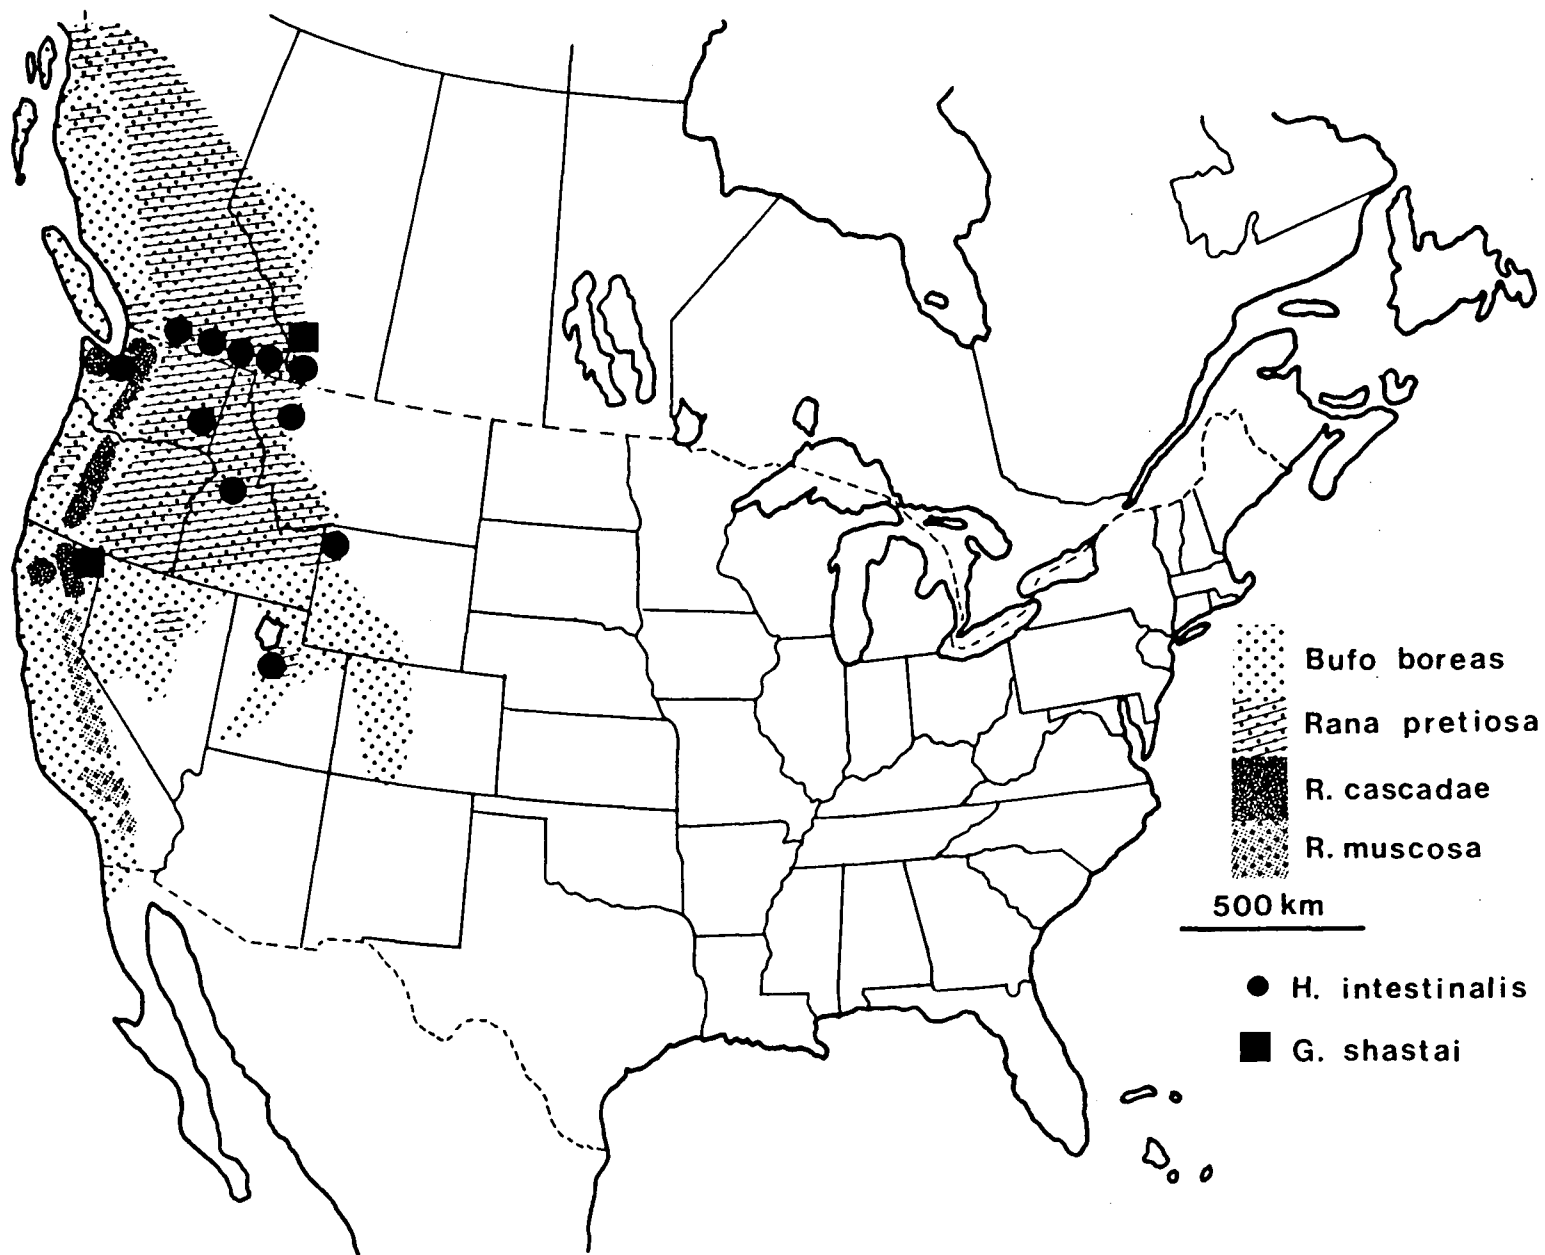 Bufo boreas
Rana pretiosa
R. cascadae
R. muscosa
500 km
H. intestinalis
G. shastai